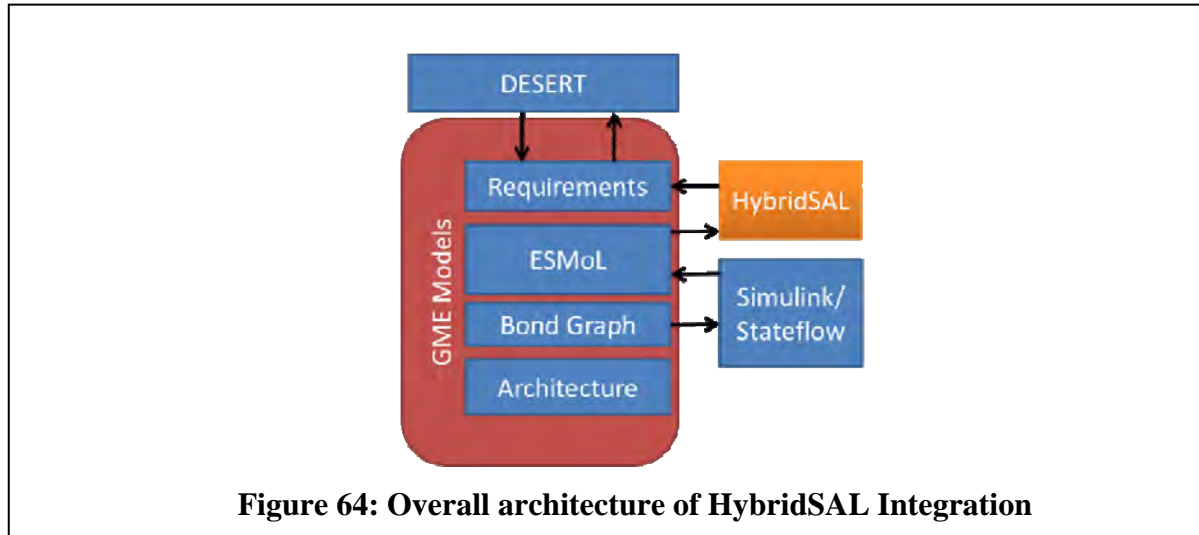 DESERT
GME Models
Requirements
ESMoL
Bond Graph
Architecture
HybridSAL
Simulink/
Stateflow
Figure 64: Overall architecture of HybridSAL Integration